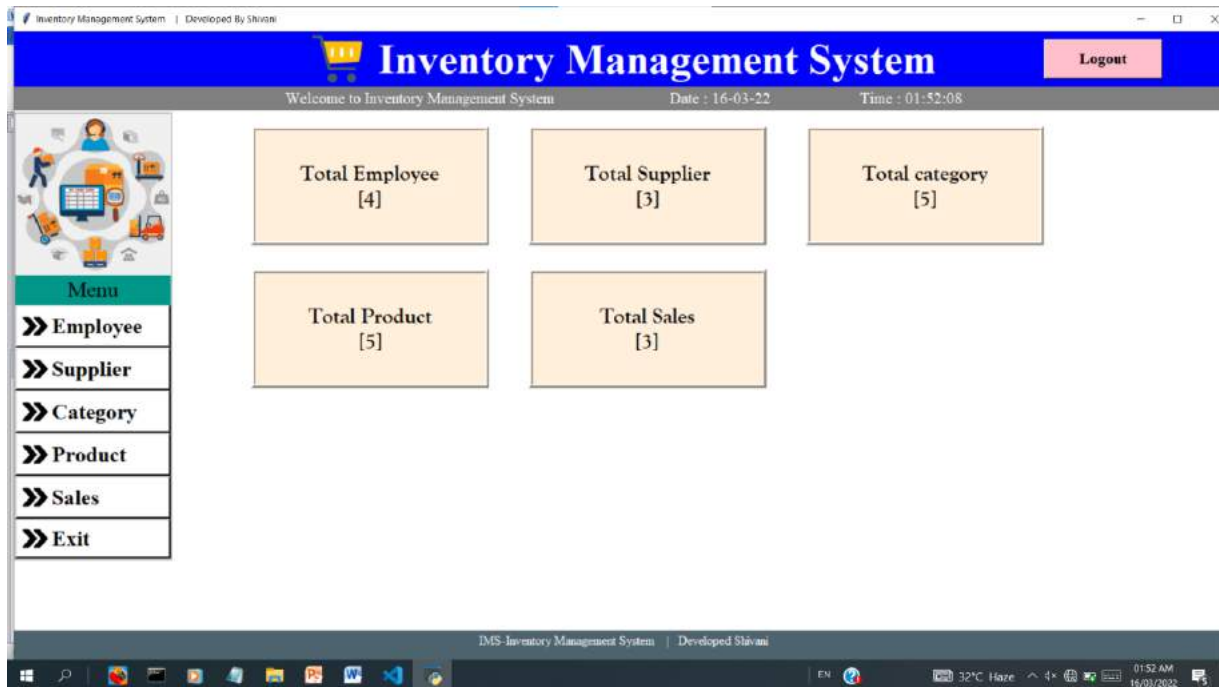 Inventory Management System | Developed By Shivani
Inventory Management System
Logout
Welcome to Inventory Management System Date : 16-03-22 Time : 01:52:08
Total Employee
[4]
Total Supplier
[3]
Total category
[5]
Total Product
[5]
Total Sales
[3]
Menu
Employee
Supplier
Category
Product
Sales
Exit
IMS-Inventory Management System | Developed Shivani
EN
32°C Haze
01:52 AM
16/03/2022